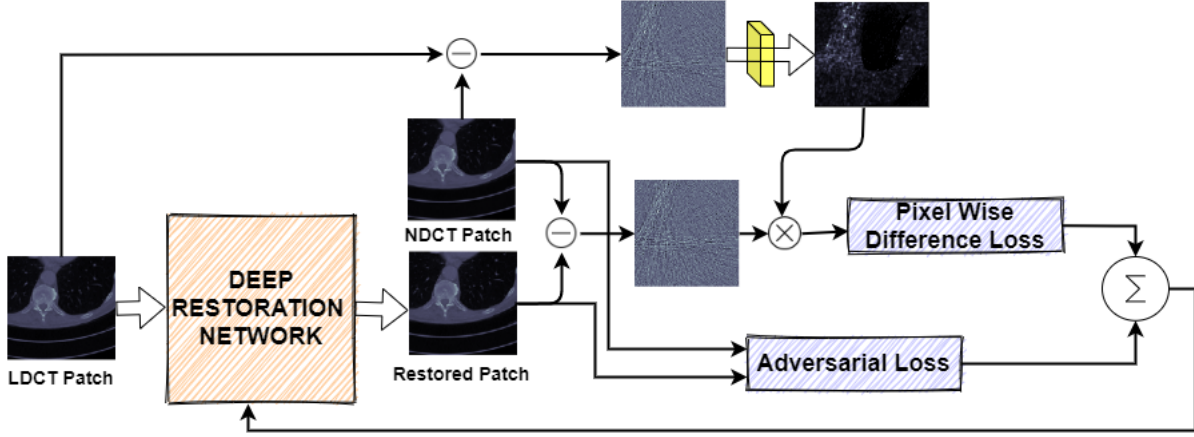 NDCT Patch
Pixel Wise
Difference Loss
DEEP
RESTORATION
NETWORK
Σ
LDCT Patch
Restored Patch
Adversarial Loss